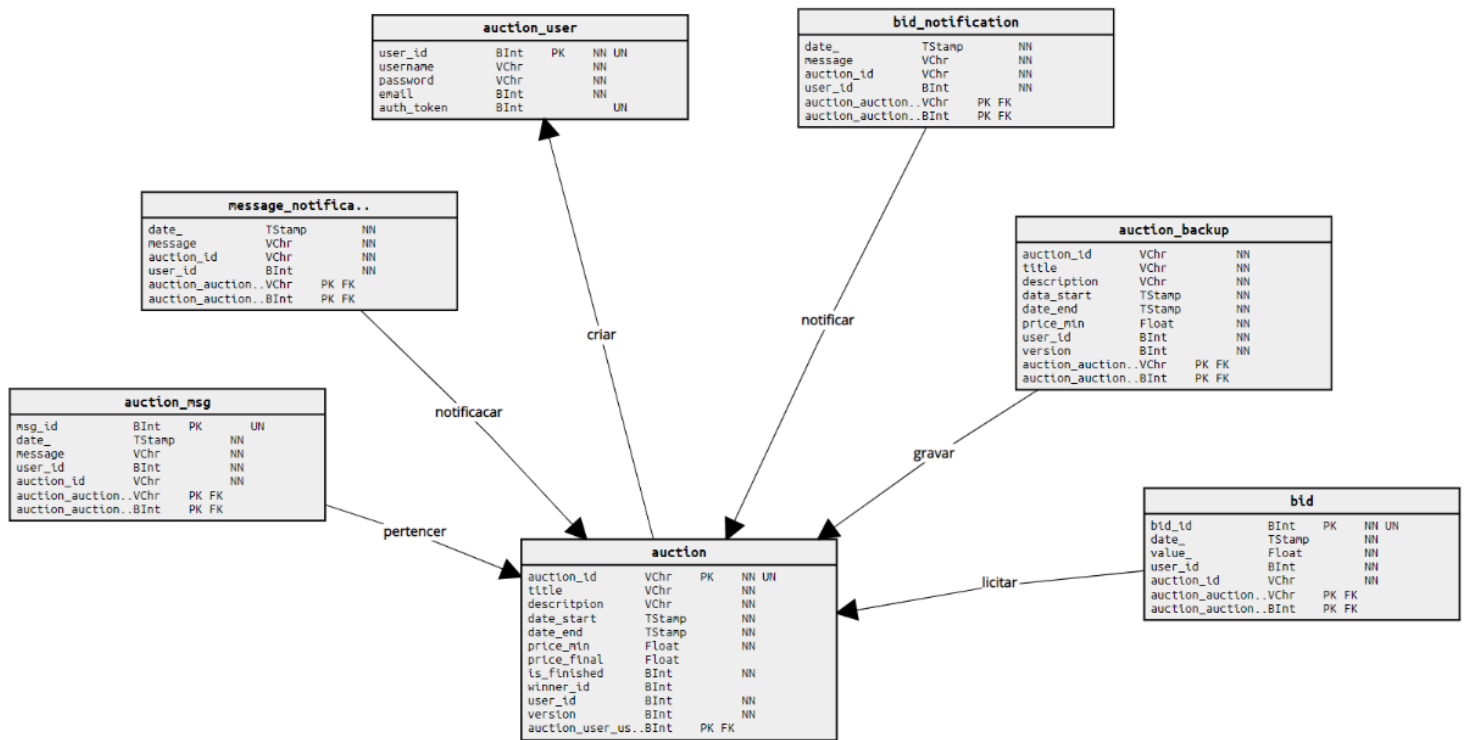 auction_user
user_id BInt PK NN UN
username VChr NN
password VChr NN
email BInt NN
auth_token BInt UN
bid_notification
date_ TStamp NN
message VChr NN
auction_id VChr NN
user_id BInt NN
auction_auction..VChr PK FK
auction_auction..BInt PK FK
message_notifica..
date_ TStamp NN
message VChr NN
auction_id VChr NN
user_id BInt NN
auction_auction..VChr PK FK
auction_auction..BInt PK FK
auction_backup
auction_id VChr NN
title VChr NN
description VChr NN
data_start TStamp NN
date_end TStamp NN
price_min Float NN
user_id BInt NN
version BInt NN
auction_auction..VChr PK FK
auction_auction..BInt PK FK
criar
notificar
auction_msg
msg_id BInt PK UN
date_ TStamp NN
message VChr NN
user_id BInt NN
auction_id VChr NN
auction_auction..VChr PK FK
auction_auction..BInt PK FK
notificacar
gravar
pertencer
bid
bid_id BInt PK NN UN
date_ TStamp NN
value_ Float NN
user_id BInt NN
auction_id VChr NN
auction_auction..VChr PK FK
auction_auction..BInt PK FK
licitar
auction
auction_id VChr PK NN UN
title VChr NN
descritpion VChr NN
date_start TStamp NN
date_end TStamp NN
price_min Float NN
price_final Float
is_finished BInt NN
winner_id BInt
user_id BInt NN
version BInt NN
auction_user_us..BInt PK FK